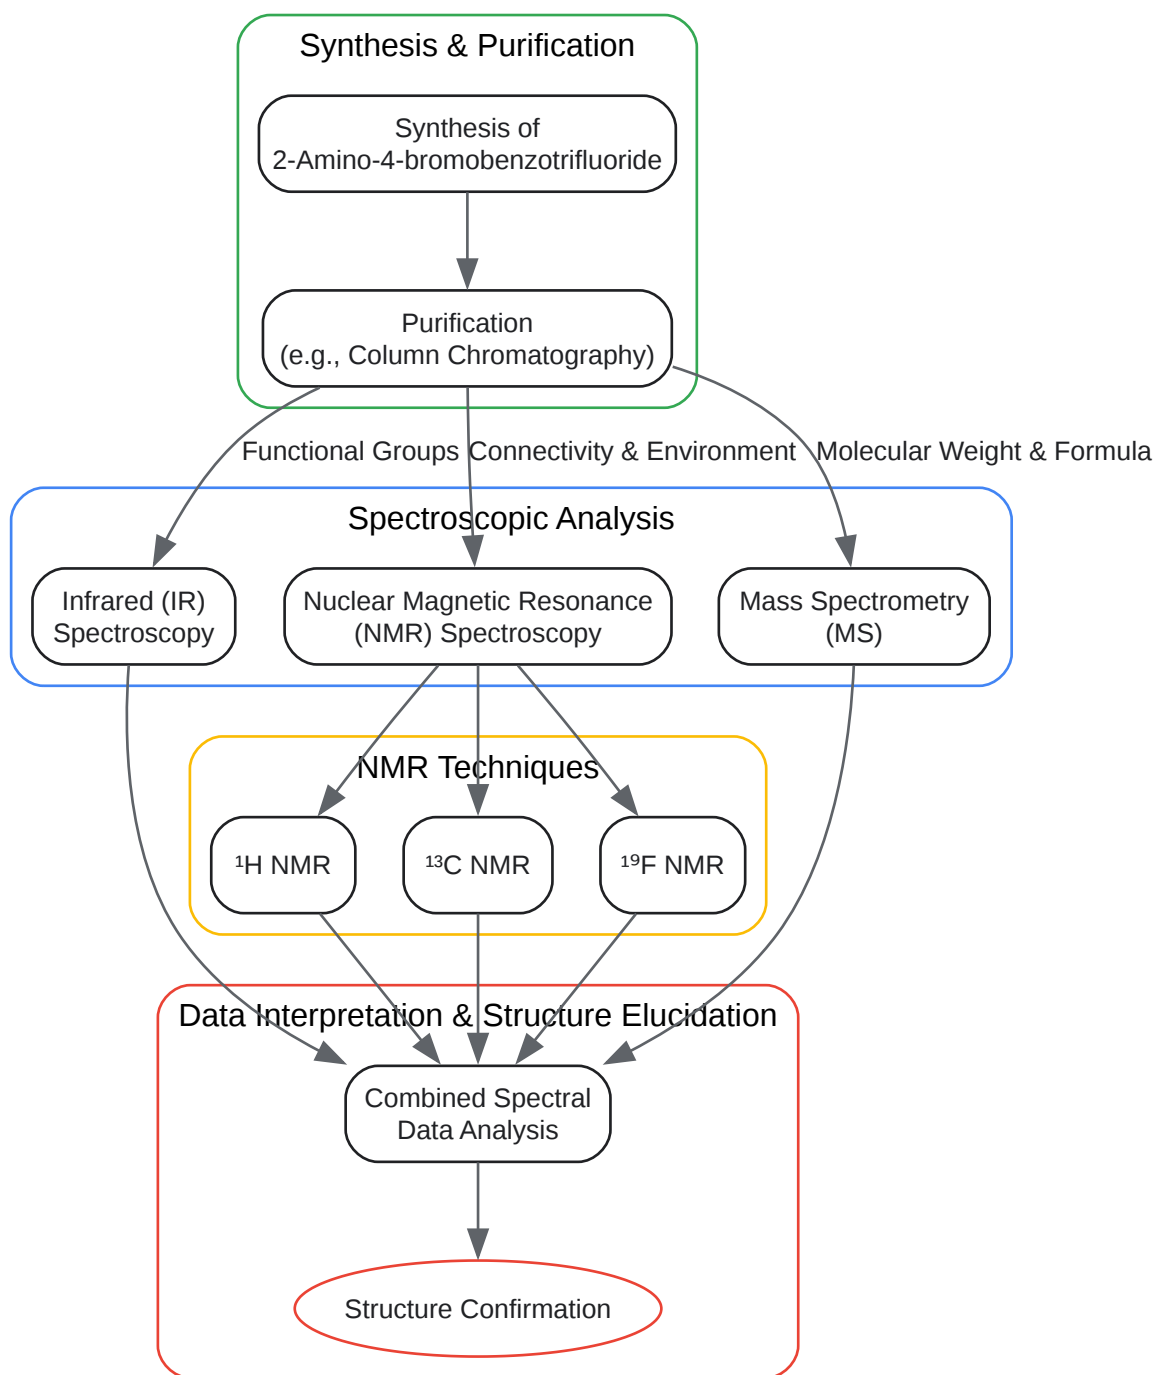 Synthesis & Purification
Synthesis of
2-Amino-4-bromobenzotrifluoride
Purification
(e.g., Column Chromatography)
Functional Groups
Connectivity & Environment
Molecular Weight & Formula
Spectroscopic Analysis
Infrared (IR)
Spectroscopy
Nuclear Magnetic Resonance
(NMR) Spectroscopy
Mass Spectrometry
(MS)
NMR Techniques
¹H NMR
¹³C NMR
¹⁹F NMR
Data Interpretation & Structure Elucidation
Combined Spectral
Data Analysis
Structure Confirmation